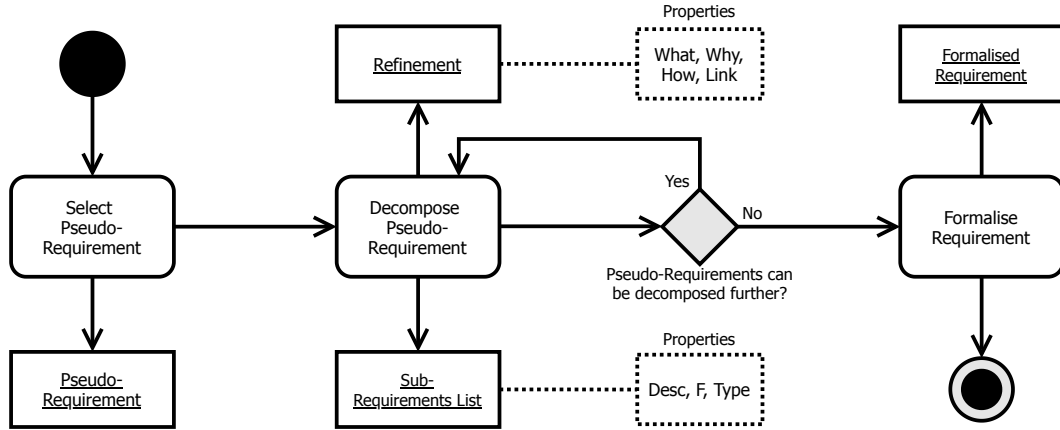 Properties
Refinement
What, Why,
How, Link
Formalised
Requirement
Yes
Select
Pseudo-
Requirement
Decompose
Pseudo-
Requirement
No
Formalise
Requirement
Pseudo-Requirements can
be decomposed further?
Properties
Pseudo-
Requirement
Sub-
Requirements List
Desc, F, Type